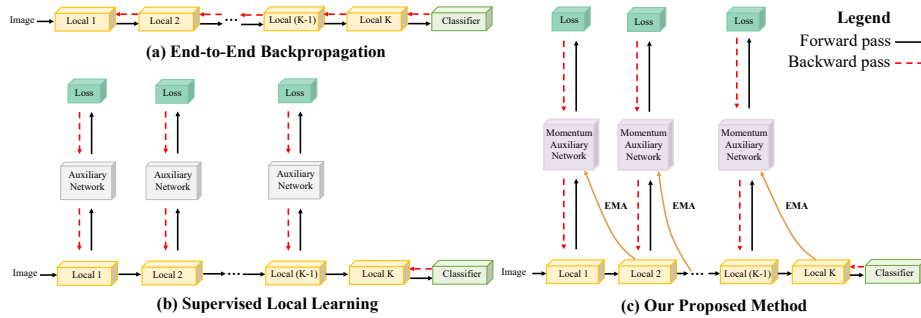 Image
Local 1
Local 2
...
Local (K-1)
Local K
Classifier
(a) End-to-End Backpropagation
Loss
Loss
Loss
Auxiliary
Network
Auxiliary
Network
Auxiliary
Network
Image
Local 1
Local 2
...
Local (K-1)
Local K
Classifier
(b) Supervised Local Learning
Loss
Loss
Loss
Legend
Forward pass
Backward pass
Momentum
Auxiliary
Network
Momentum
Auxiliary
Network
Momentum
Auxiliary
Network
EMA
EMA
EMA
Image
Local 1
Local 2
...
Local (K-1)
Local K
Classifier
(c) Our Proposed Method